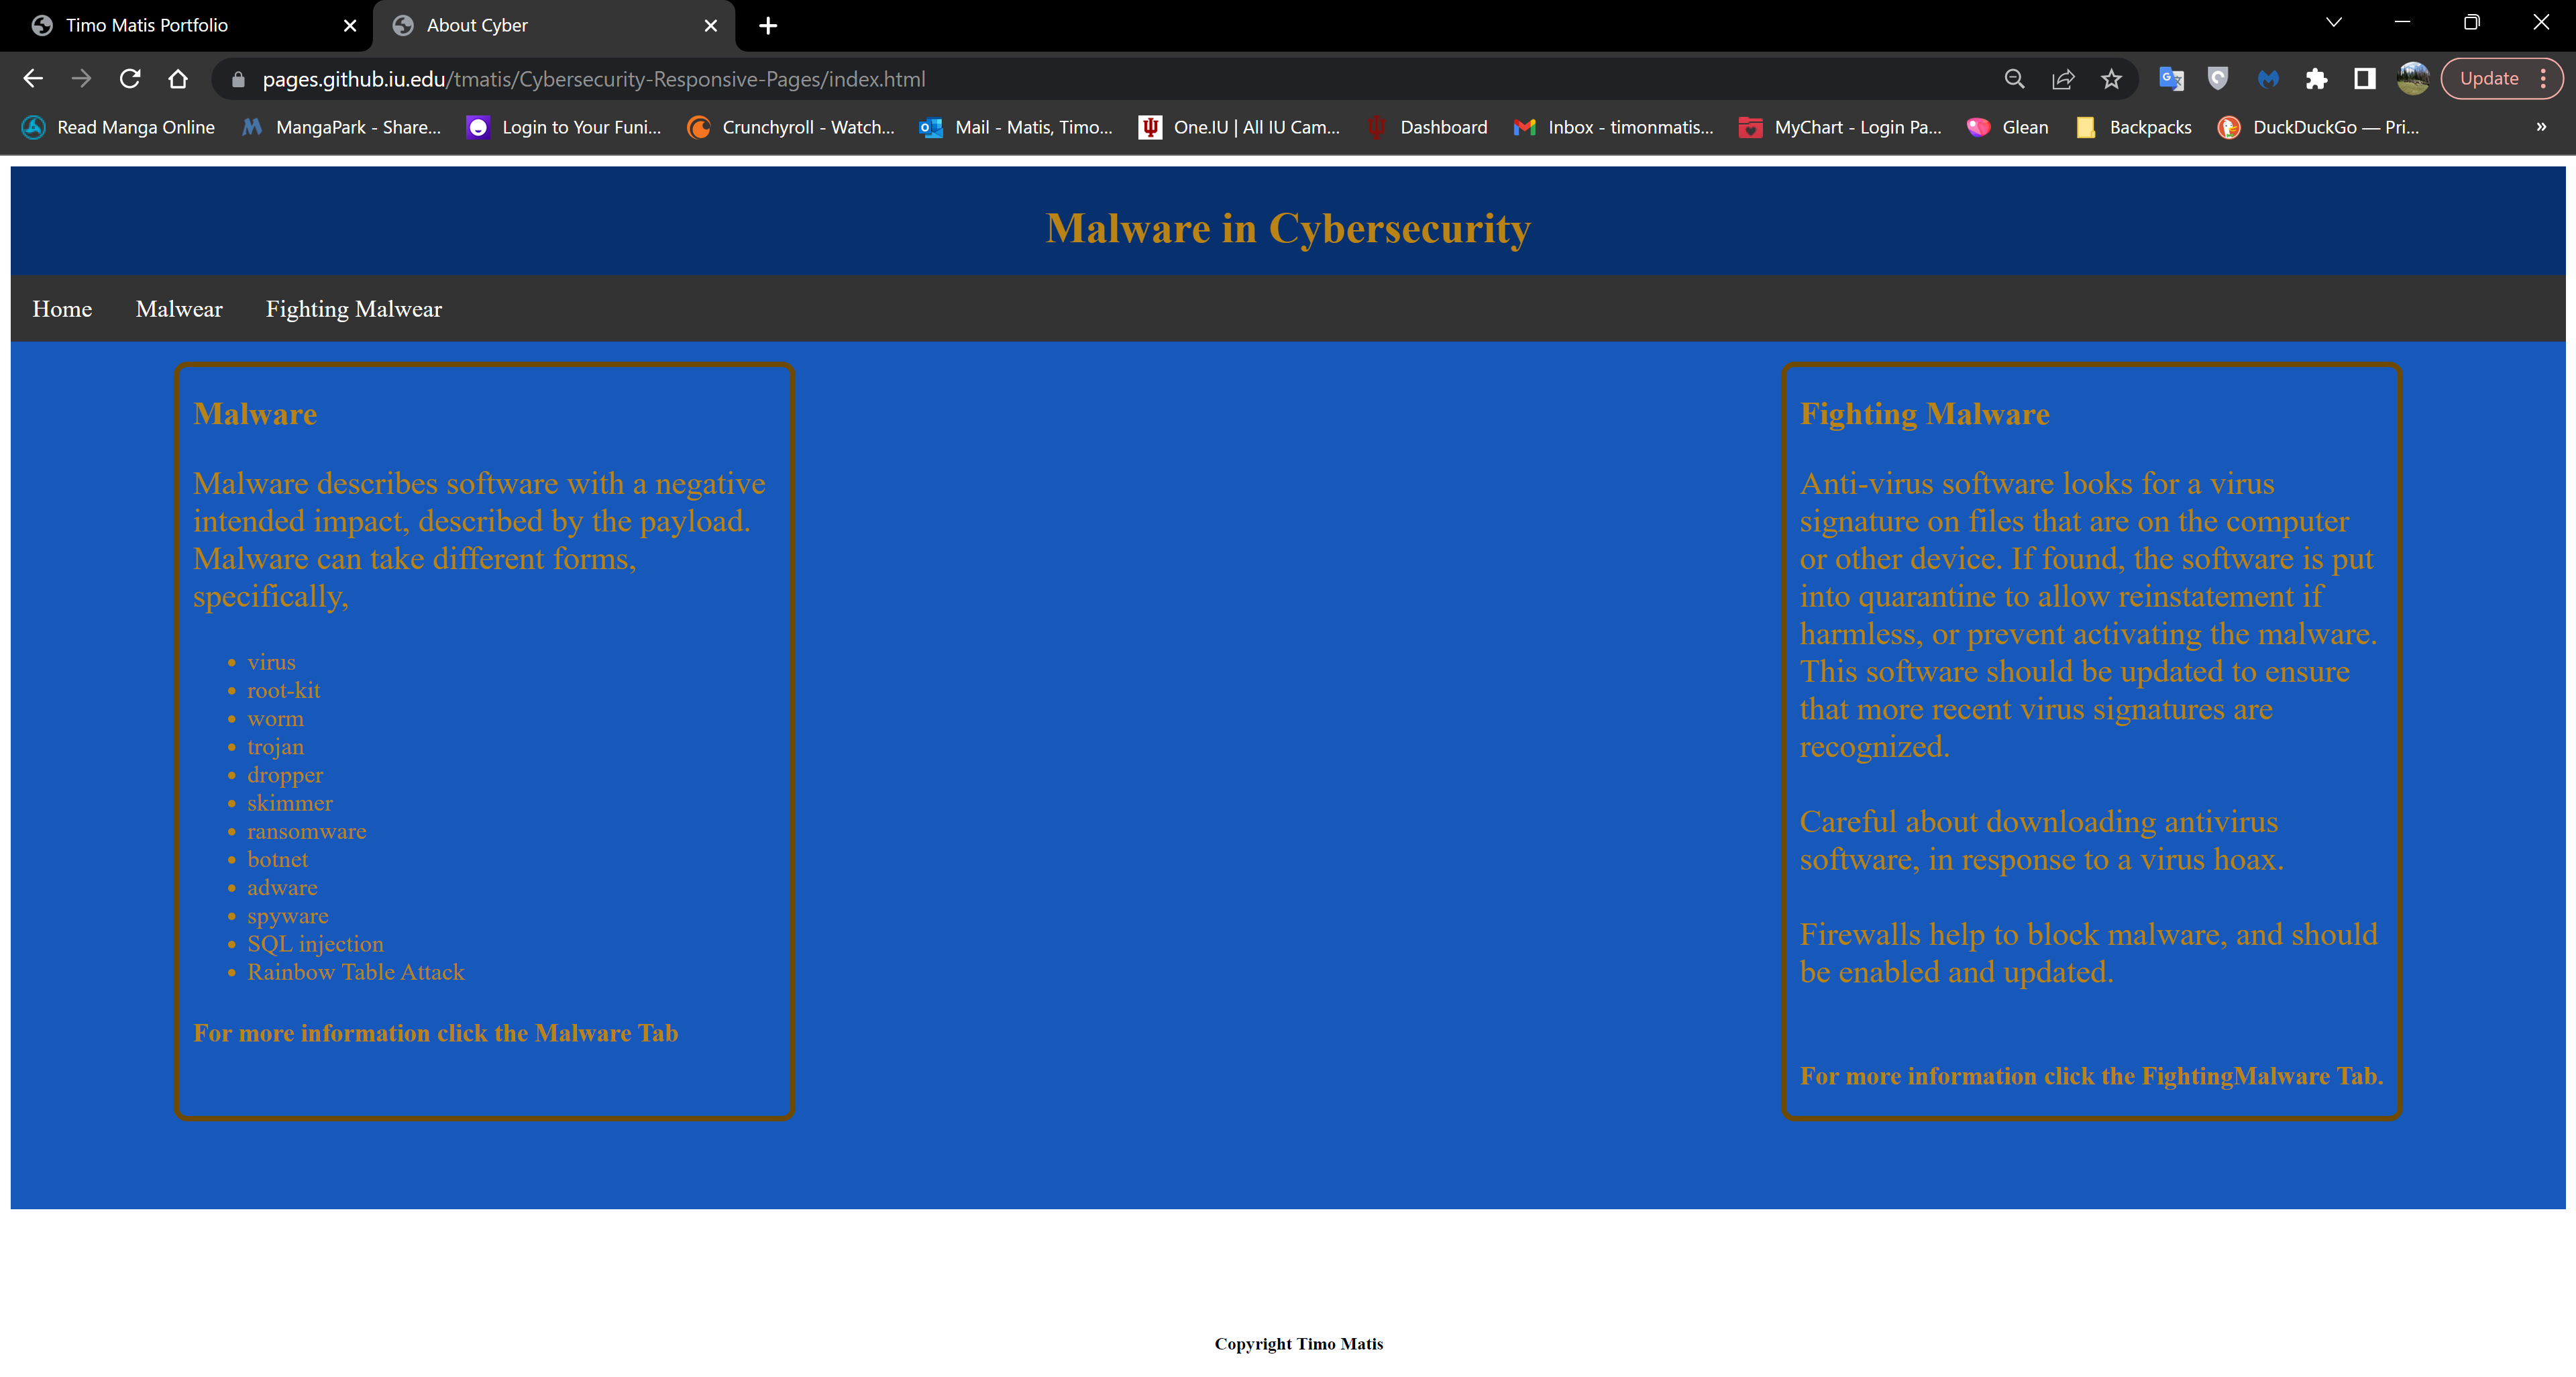 Timo Matis Portfolio
About Cyber
pages.github.iu.edu/tmatis/Cybersecurity-Responsive-Pages/index.html
Update
Read Manga Online
MangaPark - Share...
Login to Your Funi...
Crunchyroll - Watch...
Mail - Matis, Timo...
One.IU | All IU Cam...
Dashboard
Inbox - timonmatis...
MyChart - Login Pa...
Glean
Backpacks
DuckDuckGo — Pri...
»
Malware in Cybersecurity
Home
Malwear
Fighting Malwear
Malware
Malware describes software with a negative
intended impact, described by the payload.
Malware can take different forms,
specifically,
• virus
• root-kit
• worm
• trojan
• dropper
• skimmer
• ransomware
• botnet
• adware
• spyware
• SQL injection
• Rainbow Table Attack
For more information click the Malware Tab
Fighting Malware
Anti-virus software looks for a virus
signature on files that are on the computer
or other device. If found, the software is put
into quarantine to allow reinstatement if
harmless, or prevent activating the malware.
This software should be updated to ensure
that more recent virus signatures are
recognized.
Careful about downloading antivirus
software, in response to a virus hoax.
Firewalls help to block malware, and should
be enabled and updated.
For more information click the FightingMalware Tab.
Copyright Timo Matis